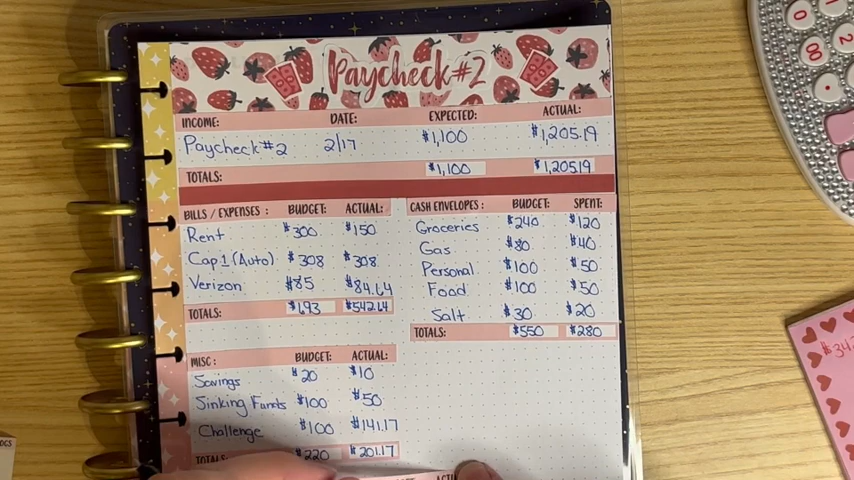 Paycheck #2
INCOME: DATE: EXPECTED: ACTUAL:
Paycheck #2 2/17 $1,100 $1,205.19
TOTALS: $1,100 $1,205.19
BILLS / EXPENSES : BUDGET: ACTUAL:
Rent $300 $150
Cap 1 (Auto) $308 $308
Verizon $85 $84.64
TOTALS: $693 $542.64
CASH ENVELOPES : BUDGET: SPENT:
Groceries $240 $120
Gas $80 $40
Personal $100 $50
Food $100 $50
Salt $30 $20
TOTALS: $550 $280
MISC : BUDGET: ACTUAL:
Savings $20 $10
Sinking Funds $100 $50
Challenge $100 $141.17
TOTALS: $220 $201.17
0
00
2